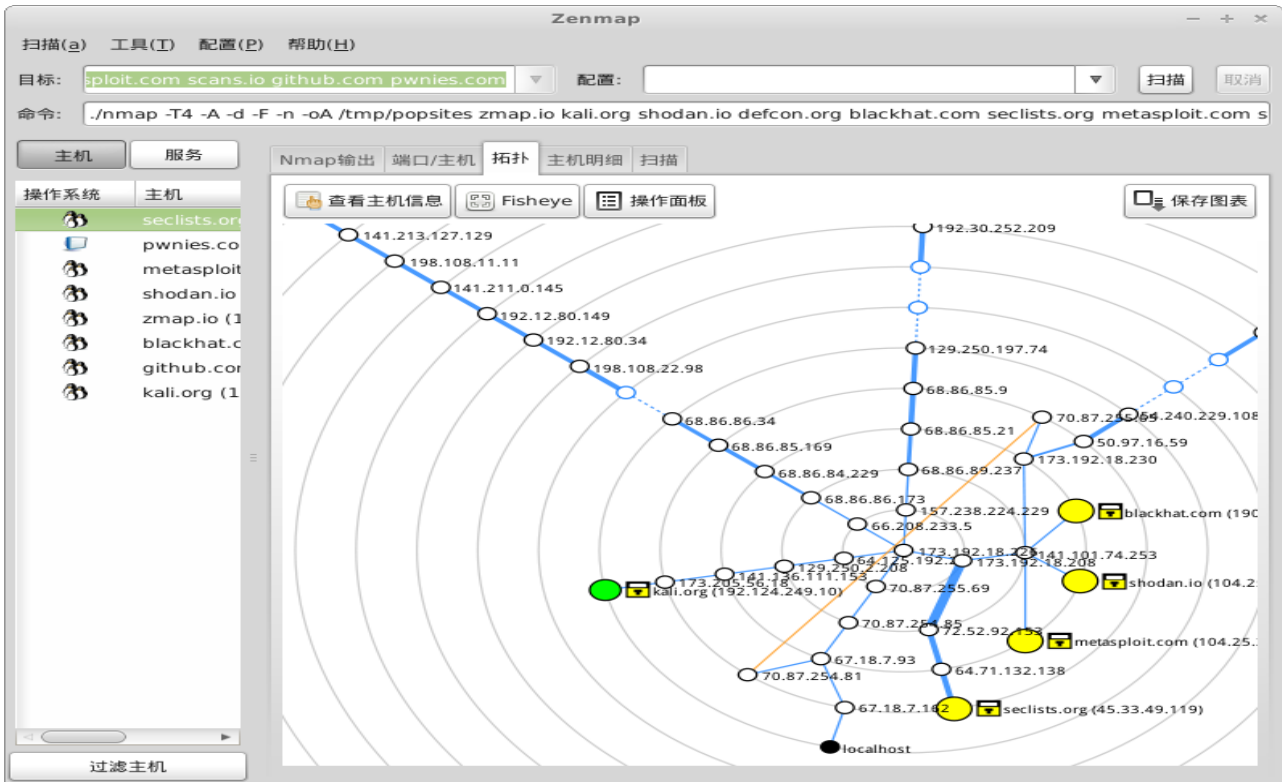 Zenmap
扫描(a) 工具(T) 配置(P) 帮助(H)
目标: sploit.com scans.io github.com pwnies.com 配置: 扫描 取消
命令: ./nmap -T4 -A -d -F -n -oA /tmp/popsites zmap.io kali.org shodan.io defcon.org blackhat.com seclists.org metasploit.com s
主机 服务
Nmap输出 端口/主机 拓扑 主机明细 扫描
操作系统 主机
查看主机信息 Fisheye 操作面板 保存图表
seclists.or
pwnies.co
metasploit
shodan.io
zmap.io (1
blackhat.c
github.cor
kali.org (1
141.213.127.129
192.30.252.209
198.108.11.11
141.211.0.145
192.12.80.149
192.12.80.34
129.250.197.74
198.108.22.98
68.86.85.9
68.86.86.34
70.87.255.65
54.240.229.108
68.86.85.21
68.86.85.169
50.97.16.59
173.192.18.230
68.86.84.229
68.86.89.237
68.86.86.173
157.238.224.229
blackhat.com (190
66.208.233.5
173.192.18.226
141.101.74.253
64.125.192.2
173.192.18.208
129.250.2.208
141.136.111.153
shodan.io (104.2
173.205.56.18
kali.org (192.124.249.10)
70.87.255.69
70.87.254.85
72.52.92.153
metasploit.com (104.25.
67.18.7.93
64.71.132.138
70.87.254.81
67.18.7.162
seclists.org (45.33.49.119)
localhost
过滤主机